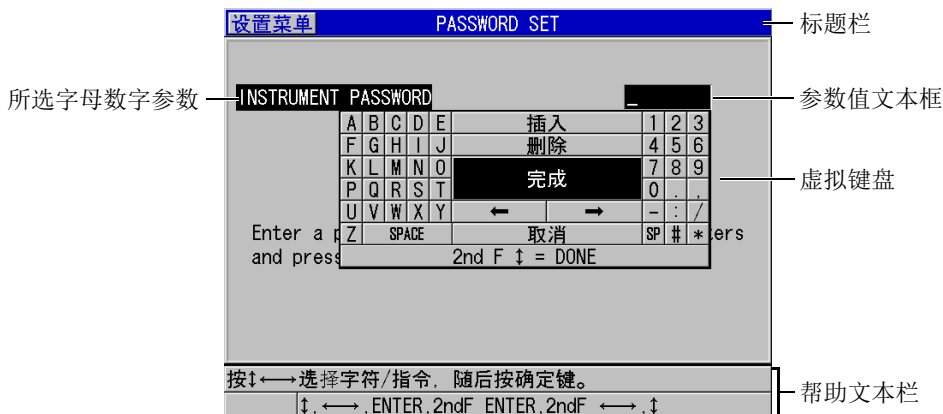 设置菜单 PASSWORD SET
标题栏
所选字母数字参数
INSTRUMENT PASSWORD _
参数值文本框
A B C D E 插入 1 2 3
F G H I J 删除 4 5 6
K L M N O 完成 7 8 9
P Q R S T 0 . ,
虚拟键盘
U V W X Y ← → - : /
Z SPACE 取消 SP # *
Enter a p ters
and press 2nd F ↕ = DONE
按↕←→选择字符/指令, 随后按确定键。
↕,←→,ENTER,2ndF ENTER,2ndF ←→,↕
帮助文本栏